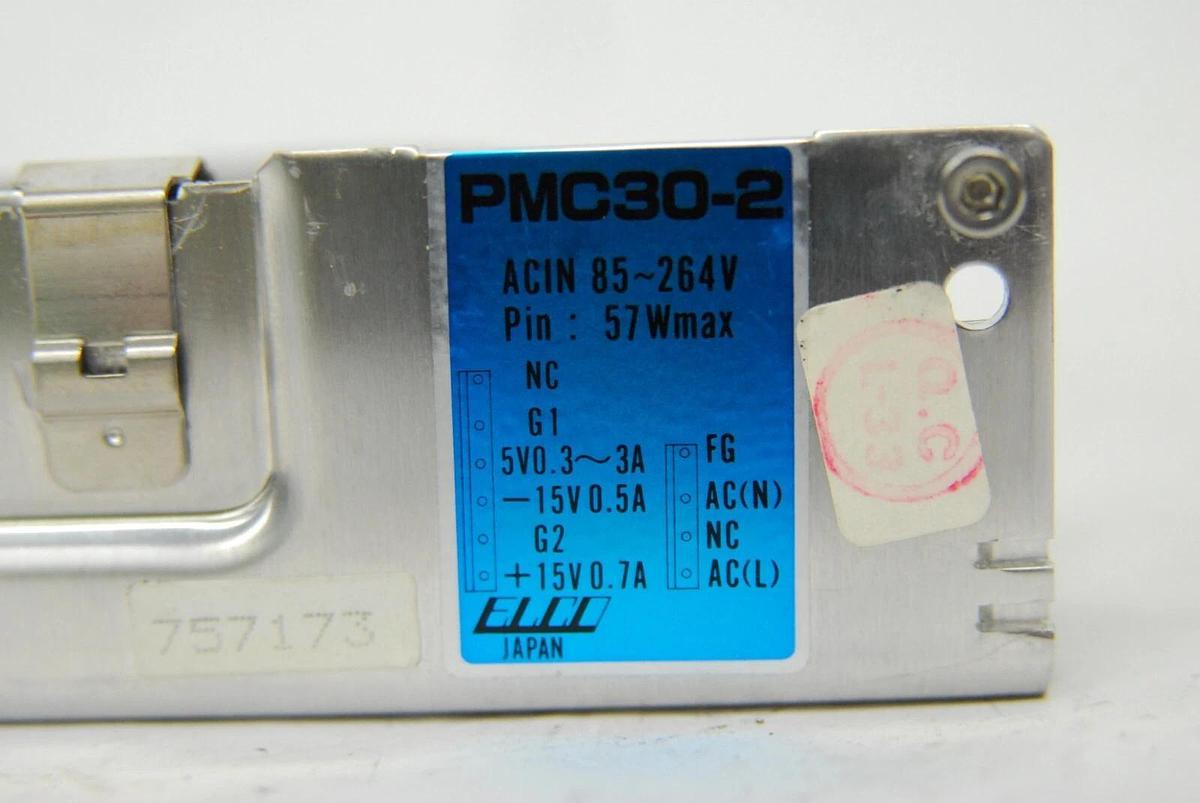 PMC30-2
ACIN 85~264V
Pin : 57Wmax
NC
G1
5V0.3~3A
-15V 0.5A
G2
+15V 0.7A
FG
AC(N)
NC
AC(L)
ELCO
JAPAN
757173
Q.C
L-33